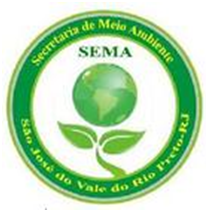 Secretaria de Meio Ambiente
SEMA
São José do Vale do Rio Preto-RJ